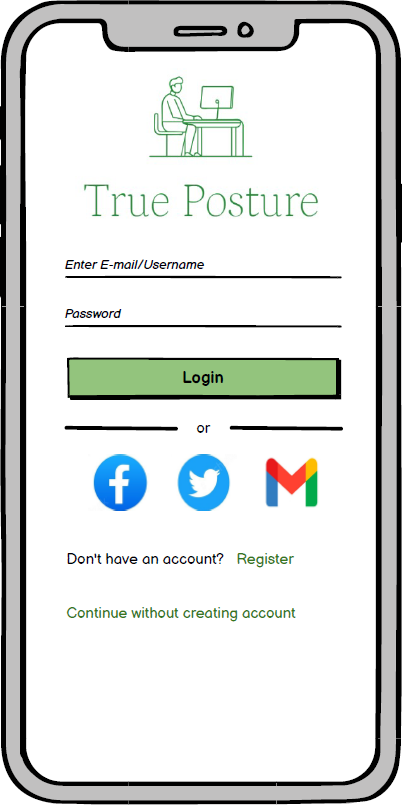 True Posture
Enter E-mail/Username
Password
Login
or
Don't have an account? Register
Continue without creating account